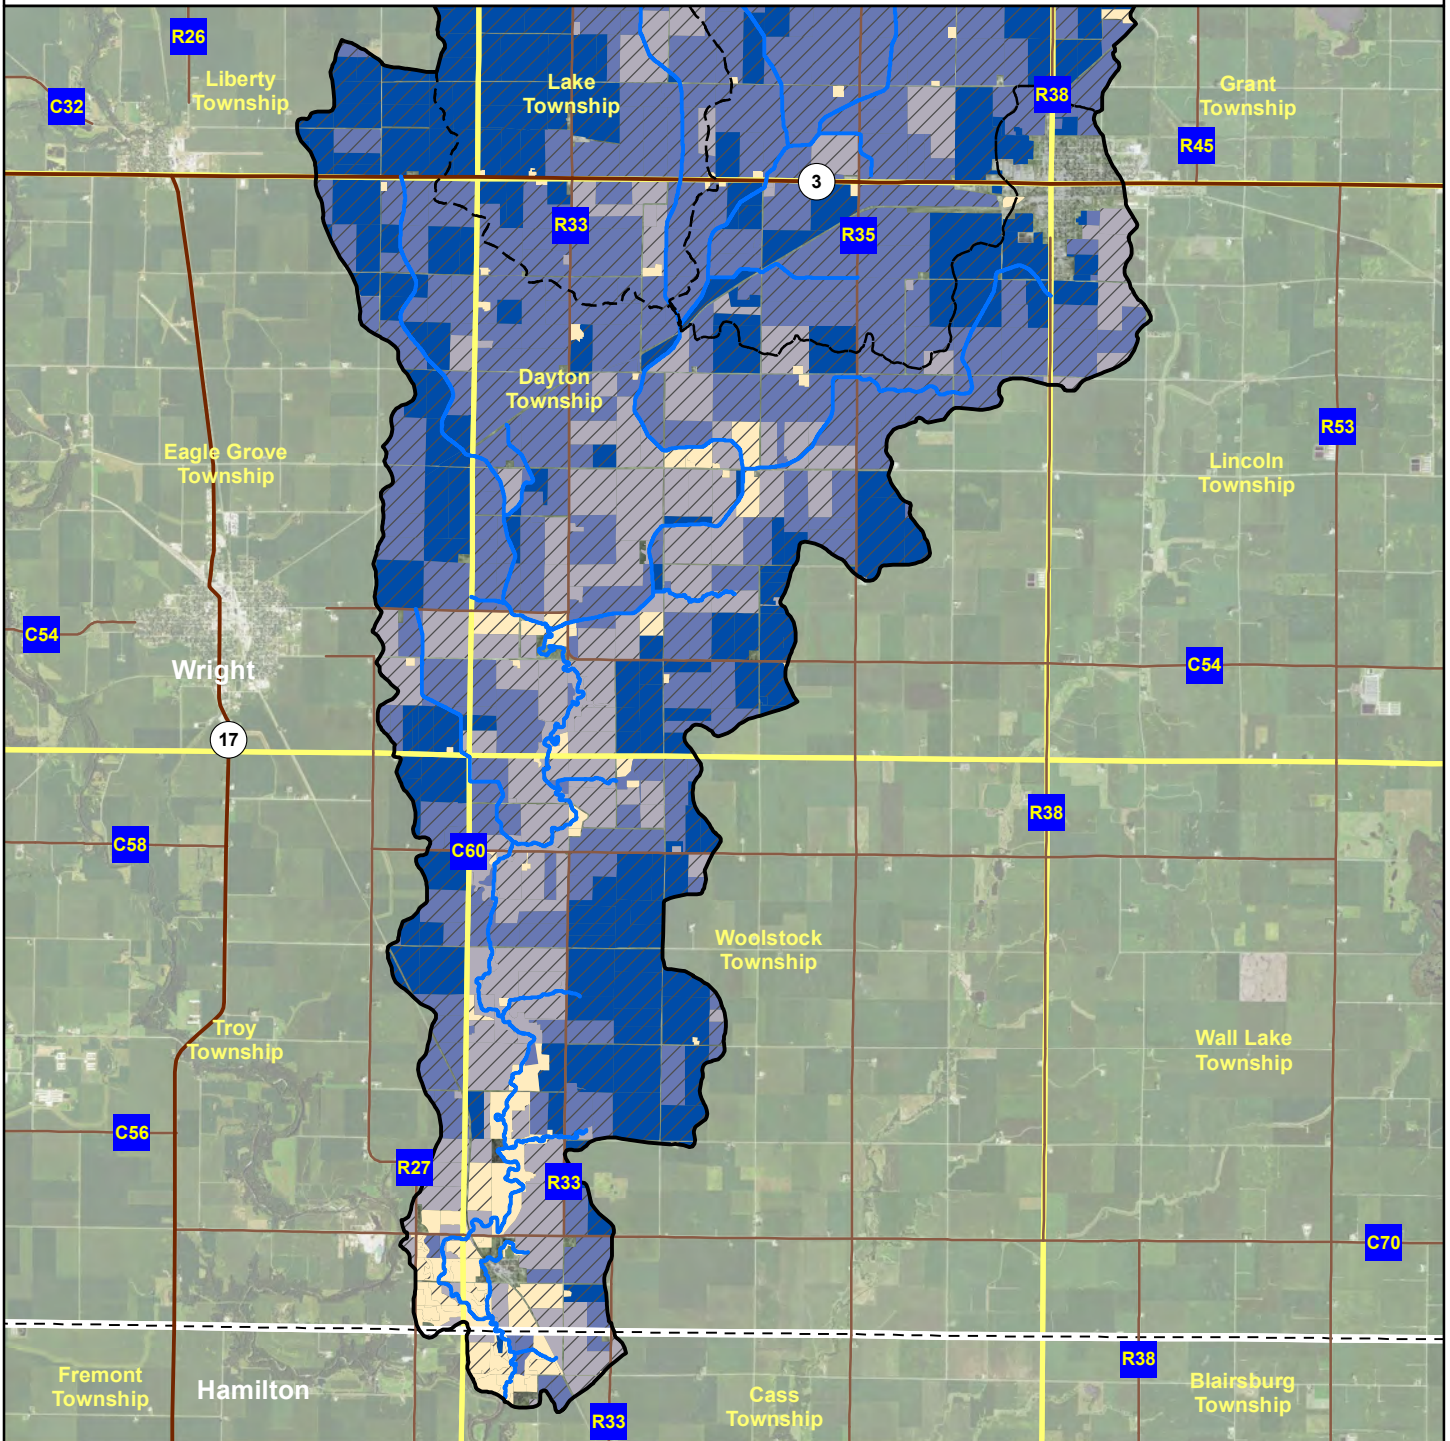 R26
Liberty
Township
C32
Lake
Township
R38
Grant
Township
R45
3
R33
R35
Dayton
Township
Eagle Grove
Township
R53
Lincoln
Township
C54
Wright
C54
17
R38
C58
C60
Woolstock
Township
Troy
Township
Wall Lake
Township
C56
R27
R33
C70
Fremont
Township
Hamilton
R38
Cass
Township
Blairsburg
Township
R33